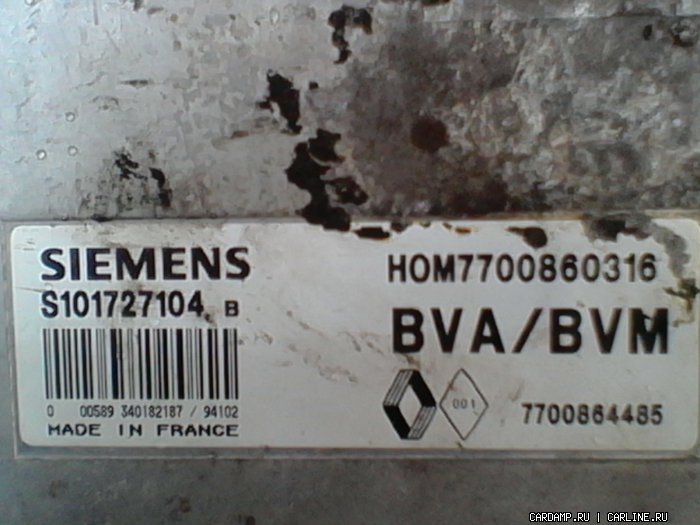 SIEMENS
S101727104 B
0 00589 340182187 / 94102
MADE IN FRANCE
HOM7700860316
BVA/BVM
001
7700864485
CARDAMP.RU | CARLINE.RU